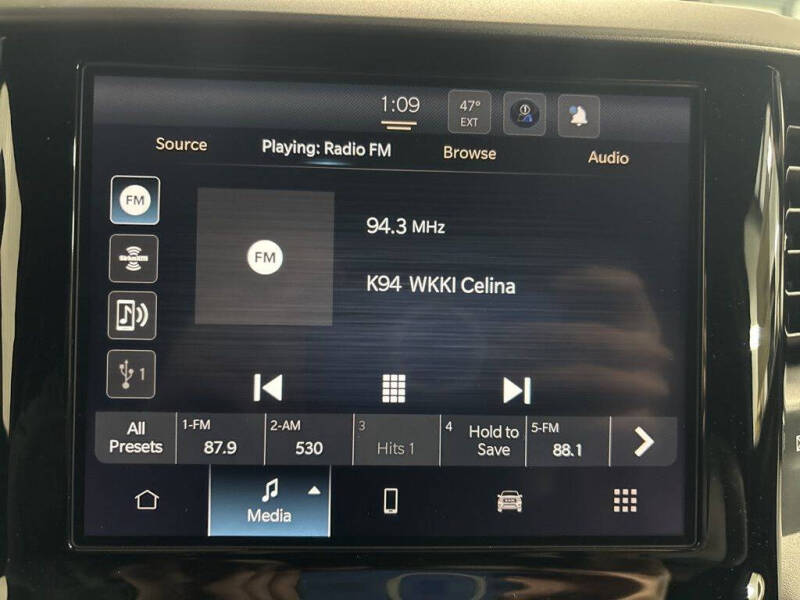 1:09
47°
EXT
Source
Playing: Radio FM
Browse
Audio
FM
SiriusXM
1
FM
94.3 MHz
K94 WKKI Celina
All
Presets
1-FM
87.9
2-AM
530
3
Hits 1
4
Hold to
Save
5-FM
88.1
Media